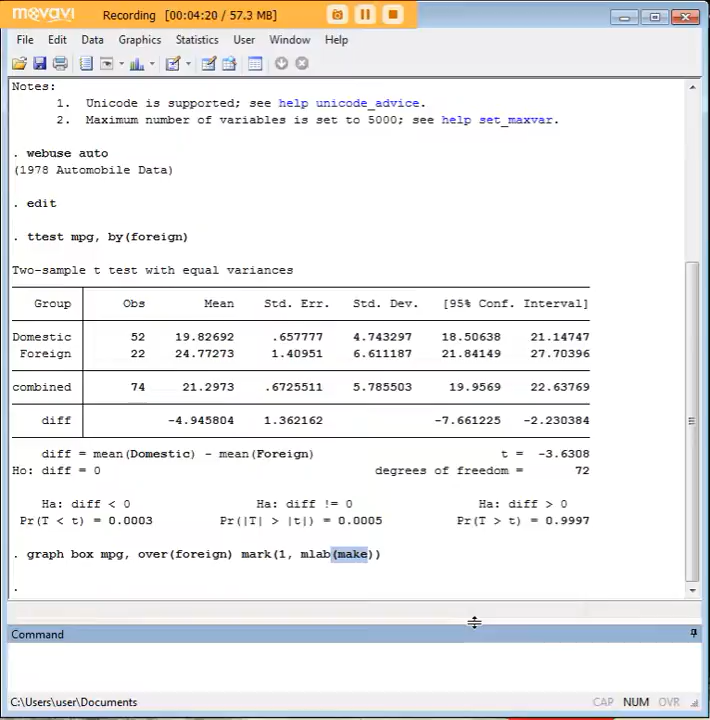 movavi Recording [00:04:20 / 57.3 MB]
File Edit Data Graphics Statistics User Window Help
Notes:
1. Unicode is supported; see help unicode_advice.
2. Maximum number of variables is set to 5000; see help set_maxvar.
. webuse auto
(1978 Automobile Data)
. edit
. ttest mpg, by(foreign)
Two-sample t test with equal variances
Group Obs Mean Std. Err. Std. Dev. [95% Conf. Interval]
Domestic 52 19.82692 .657777 4.743297 18.50638 21.14747
Foreign 22 24.77273 1.40951 6.611187 21.84149 27.70396
combined 74 21.2973 .6725511 5.785503 19.9569 22.63769
diff -4.945804 1.362162 -7.661225 -2.230384
diff = mean(Domestic) - mean(Foreign) t = -3.6308
Ho: diff = 0 degrees of freedom = 72
Ha: diff < 0 Ha: diff != 0 Ha: diff > 0
Pr(T < t) = 0.0003 Pr(|T| > |t|) = 0.0005 Pr(T > t) = 0.9997
. graph box mpg, over(foreign) mark(1, mlab(make))
.
Command
C:\Users\user\Documents CAP NUM OVR